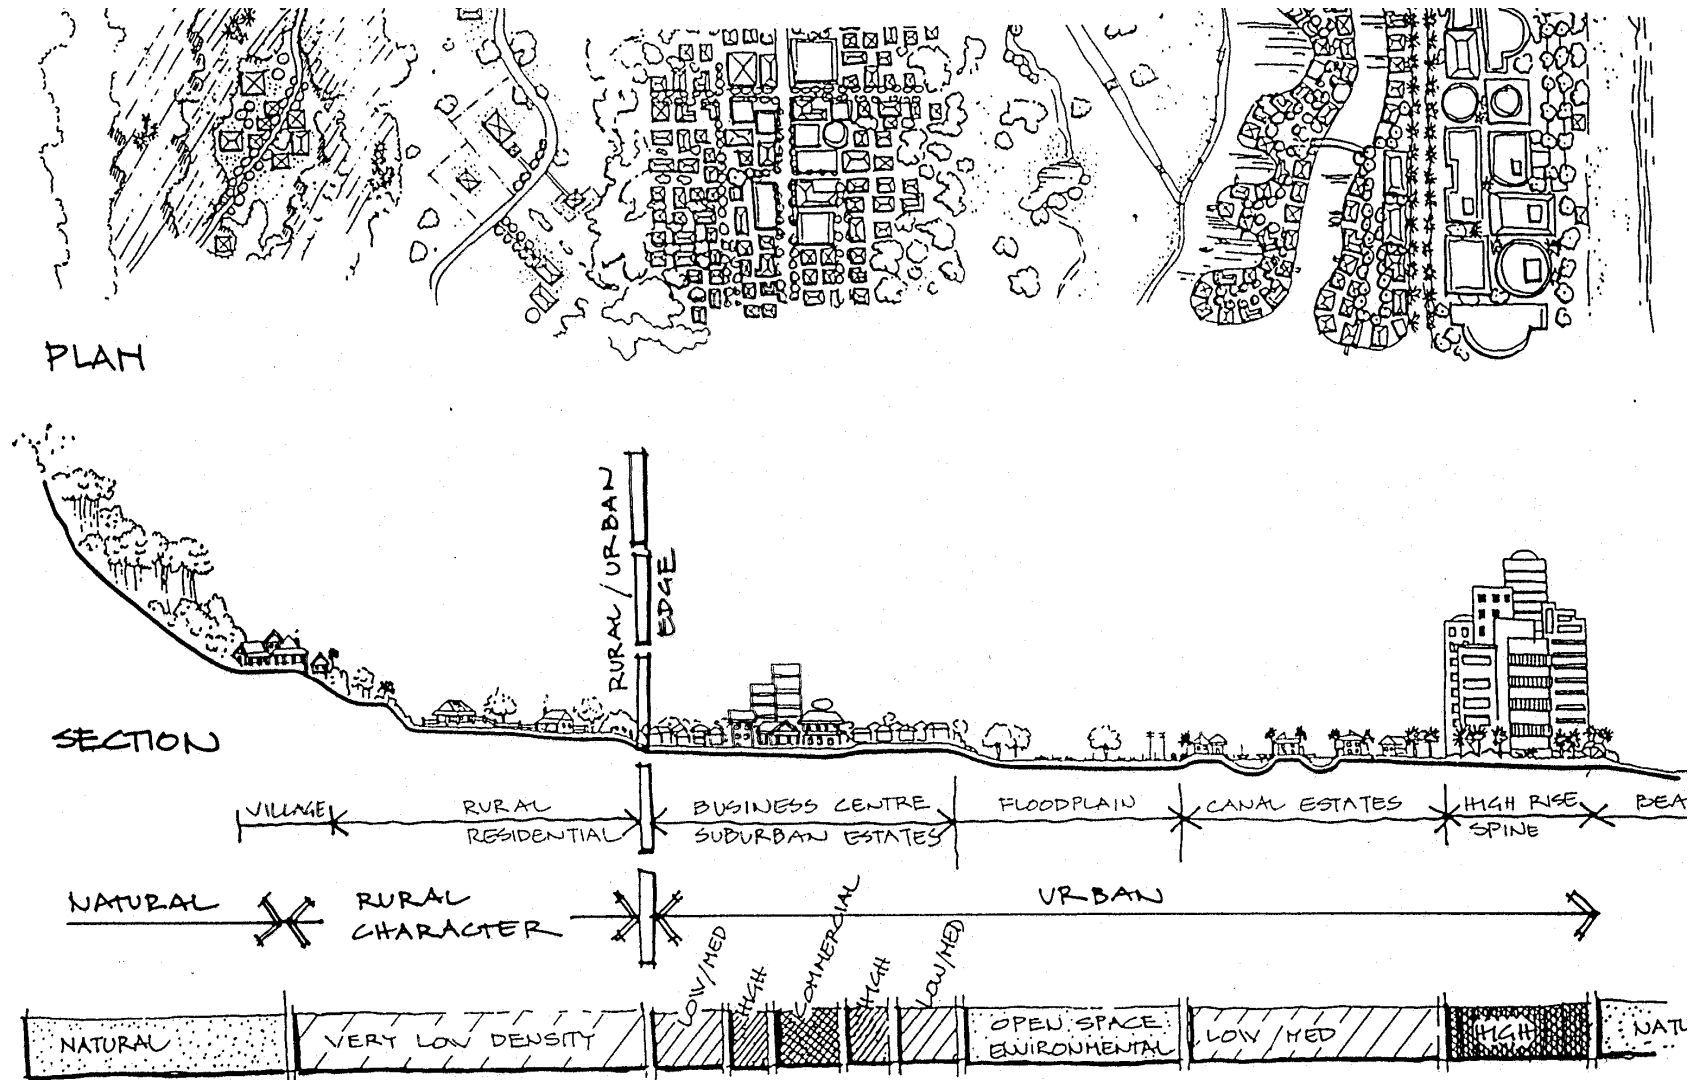 PLAN
RURAL/URBAN
EDGE
SECTION
VILLAGE
RURAL
RESIDENTIAL
BUSINESS CENTRE
SUBURBAN ESTATES
FLOODPLAIN
CANAL ESTATES
HIGH RISE
SPINE
BEA
NATURAL
RURAL
CHARACTER
URBAN
LOW/MED
HIGH
COMMERCIAL
HIGH
LOW/MED
NATURAL
VERY LOW DENSITY
OPEN SPACE
ENVIRONMENTAL
LOW/MED
HIGH
NATU